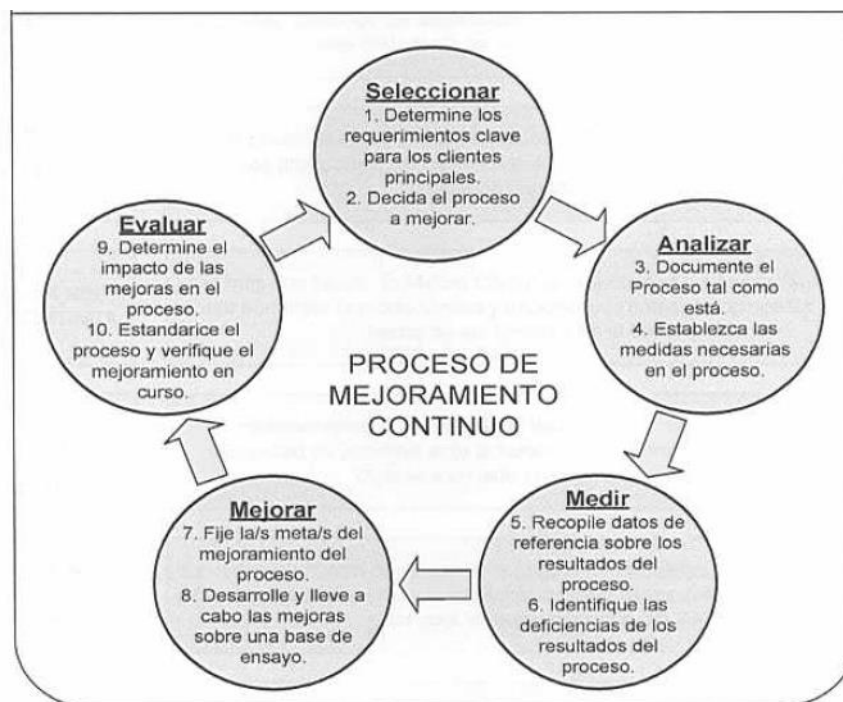 Seleccionar
1. Determine los
requerimientos clave
para los clientes
principales.
2. Decida el proceso
a mejorar.
Analizar
3. Documente el
Proceso tal como
está.
4. Establezca las
medidas necesarias
en el proceso.
Medir
5. Recopile datos de
referencia sobre los
resultados del
proceso.
6. Identifique las
deficiencias de los
resultados del
proceso.
Mejorar
7. Fije la/s meta/s del
mejoramiento del
proceso.
8. Desarrolle y lleve a
cabo las mejoras
sobre una base de
ensayo.
Evaluar
9. Determine el
impacto de las
mejoras en el
proceso.
10. Estandarice el
proceso y verifique el
mejoramiento en
curso.
PROCESO DE
MEJORAMIENTO
CONTINUO